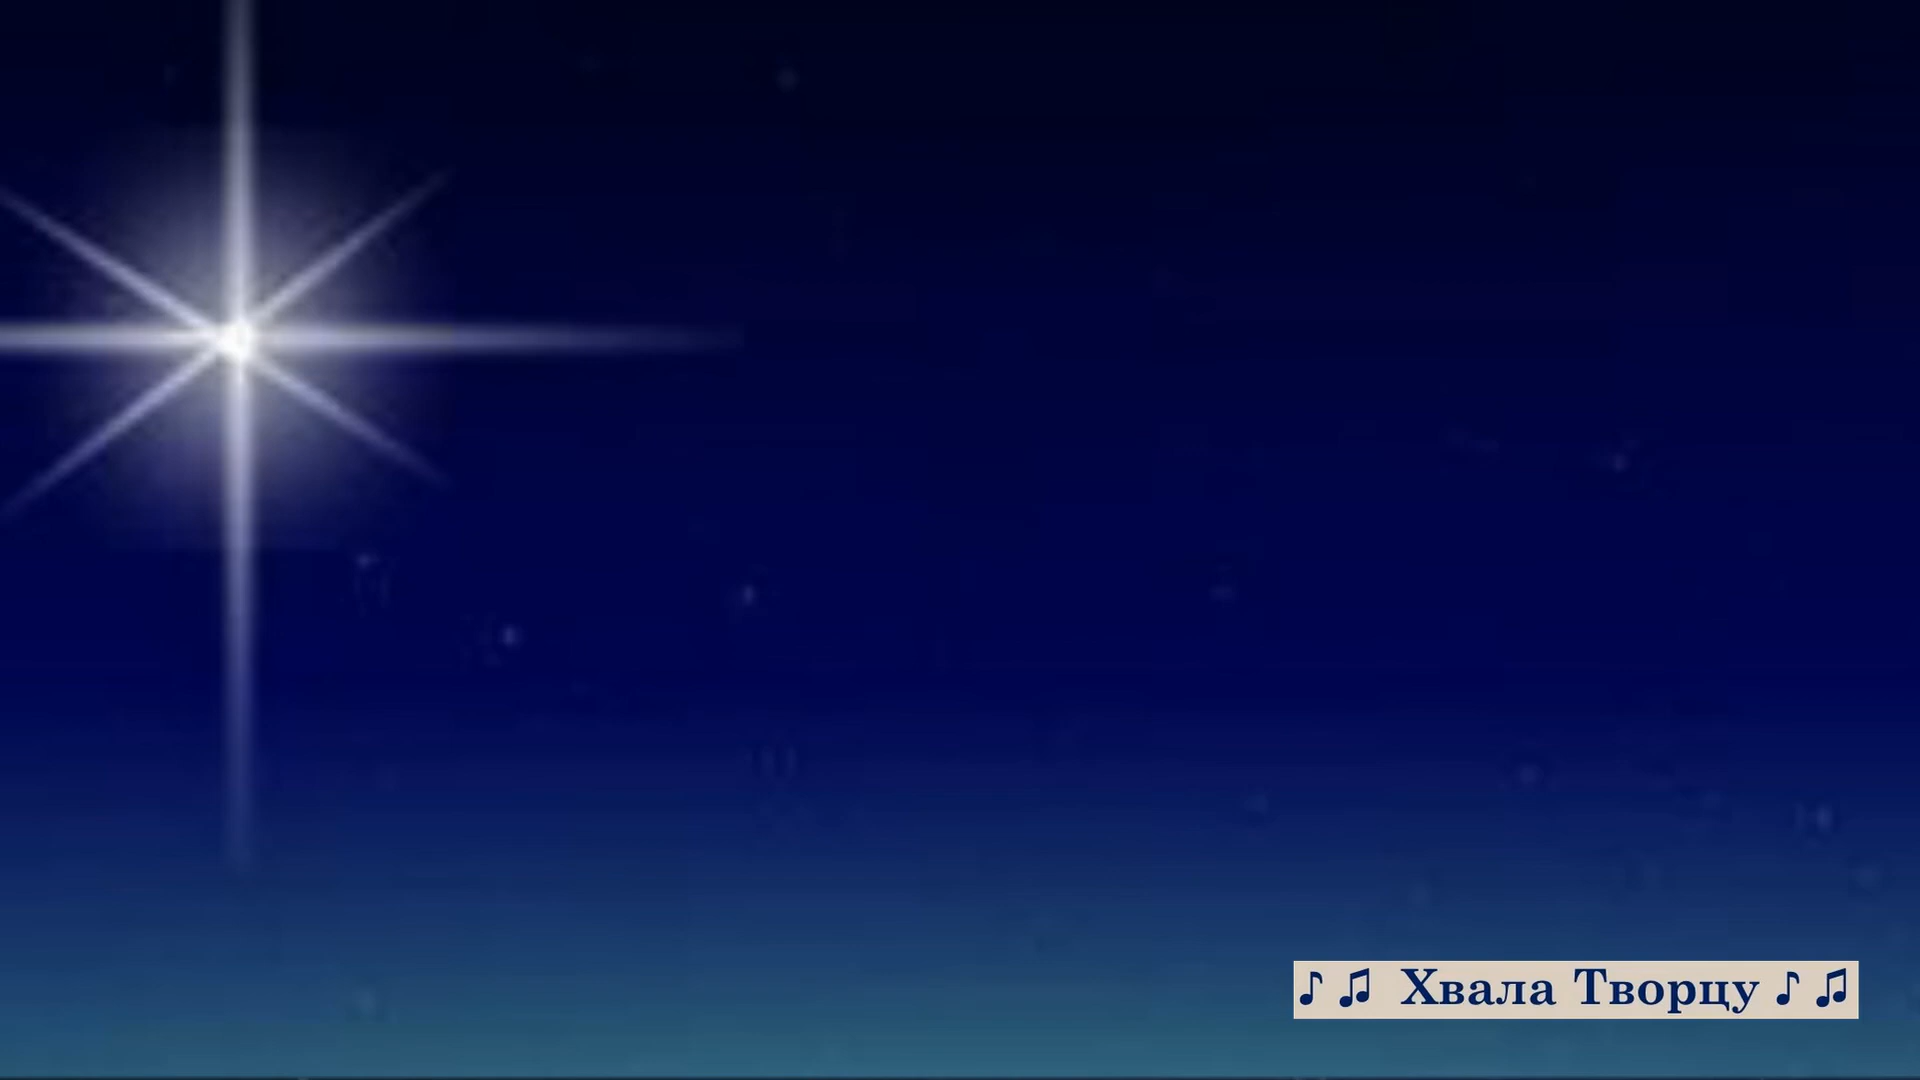 ♪ ♫ Хвала Творцу ♪ ♫